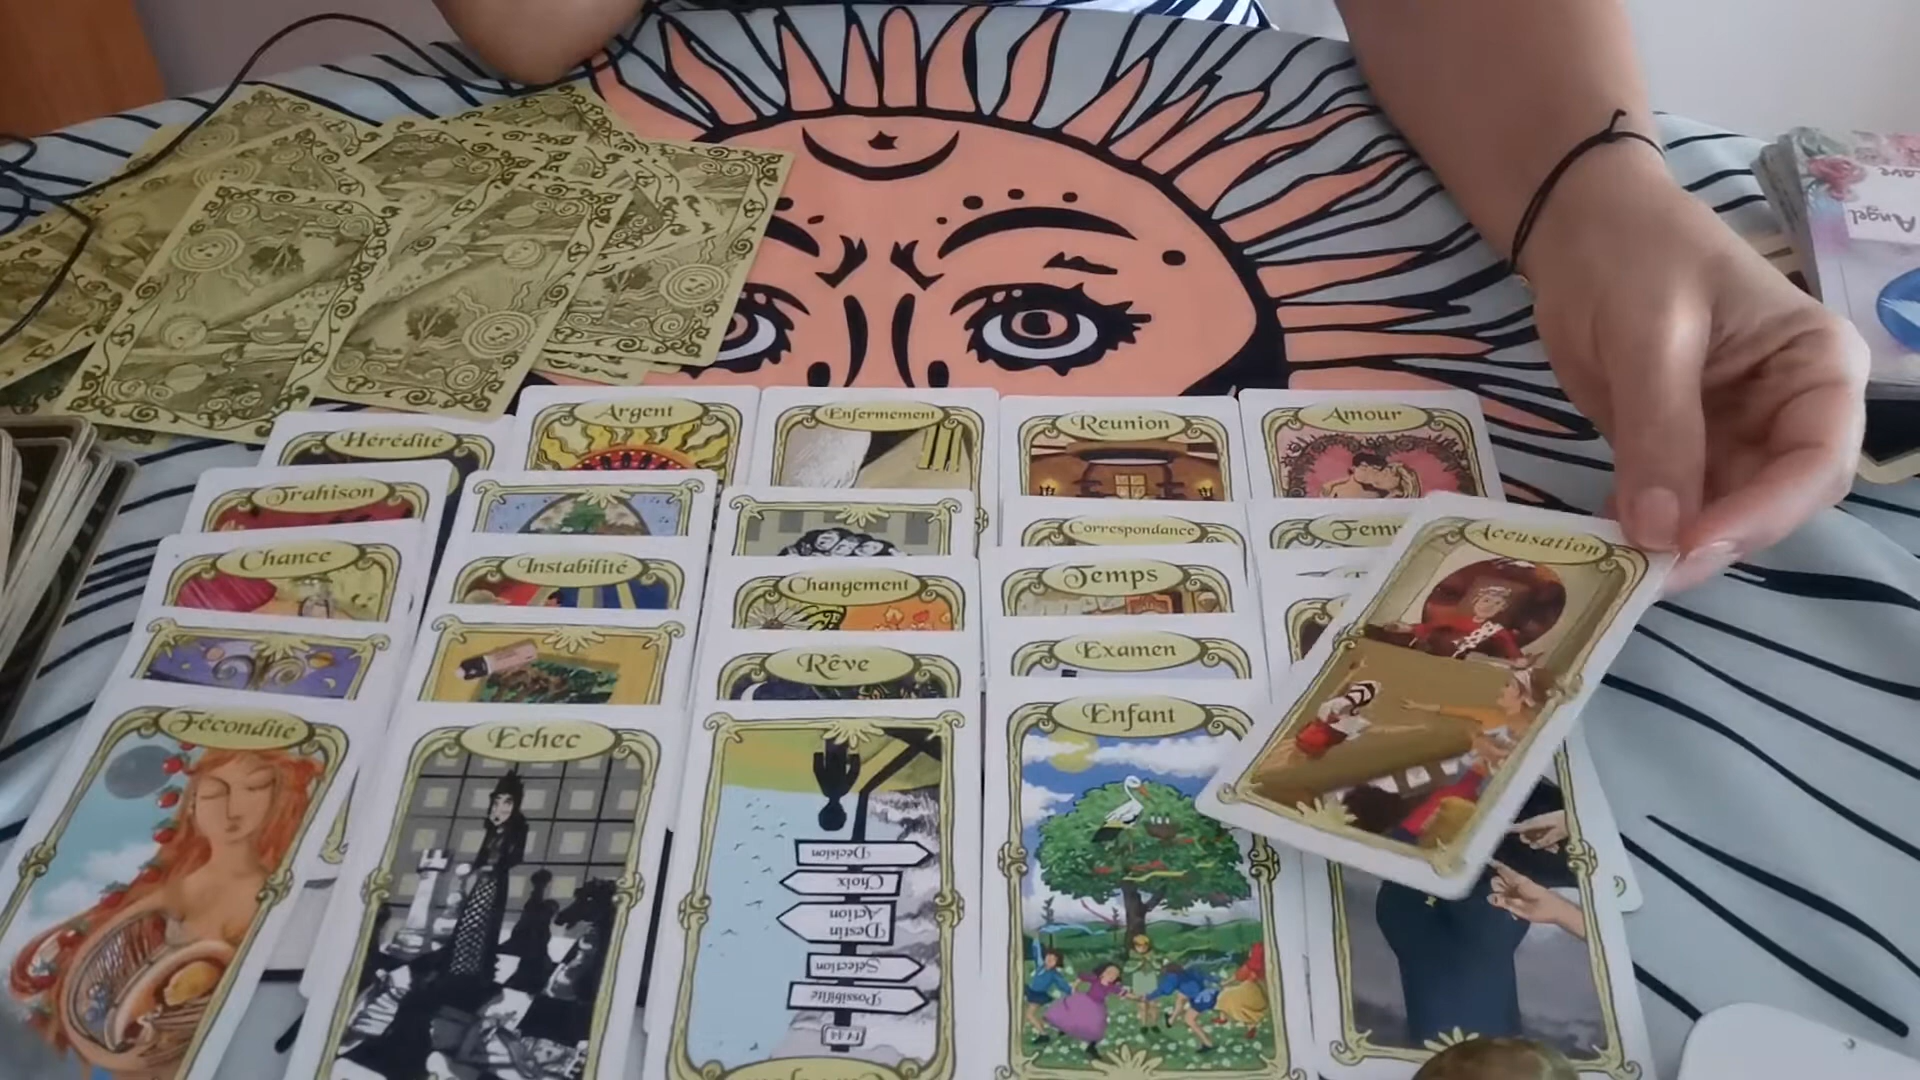 Argent
Enfermement
Reunion
Amour
Hérédité
Trahison
Correspondance
Accusation
Chance
Instabilité
Changement
Temps
Rêve
Examen
Fécondité
Echec
Enfant
Décision
Choix
Action
Destin
Sélection
Possibilité
Angel